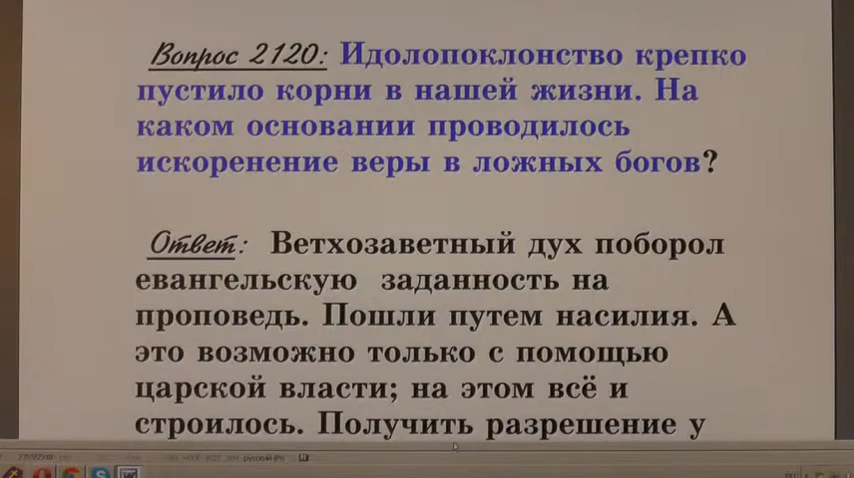 Вопрос 2120: Идолопоклонство крепко
пустило корни в нашей жизни. На
каком основании проводилось
искоренение веры в ложных богов?
Ответ: Ветхозаветный дух поборол
евангельскую заданность на
проповедь. Пошли путем насилия. А
это возможно только с помощью
царской власти; на этом всё и
строилось. Получить разрешение у